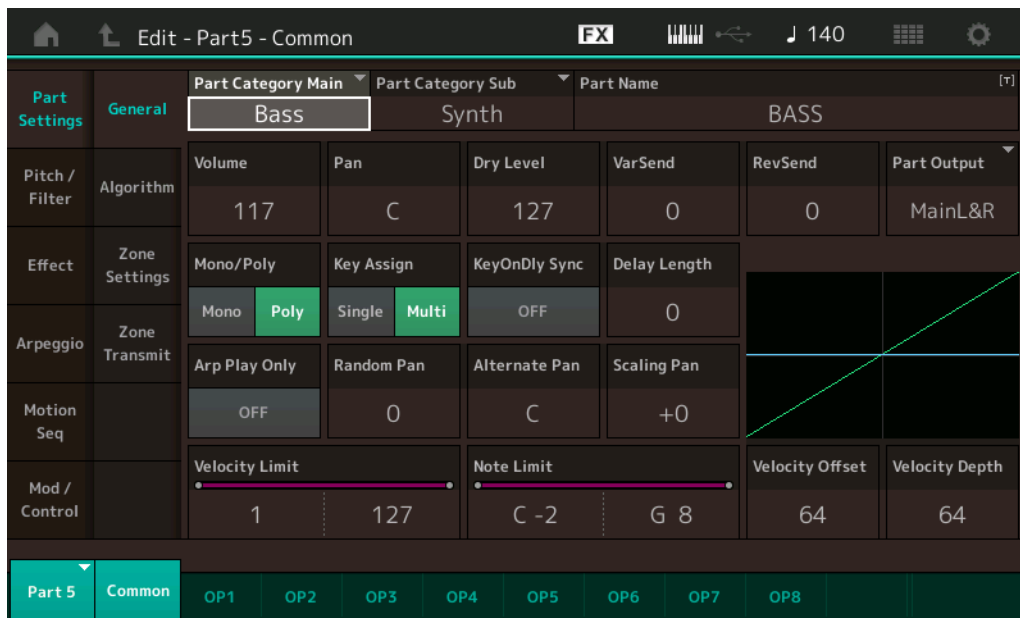 Edit - Part5 - Common
FX
♩ 140
Part Settings
General
Part Category Main
Bass
Part Category Sub
Synth
Part Name
[T]
BASS
Pitch / Filter
Algorithm
Volume
117
Pan
C
Dry Level
127
VarSend
0
RevSend
0
Part Output
MainL&R
Effect
Zone Settings
Mono/Poly
Mono
Poly
Key Assign
Single
Multi
KeyOnDly Sync
OFF
Delay Length
0
Arpeggio
Zone Transmit
Arp Play Only
OFF
Random Pan
0
Alternate Pan
C
Scaling Pan
+0
Motion Seq
Mod / Control
Velocity Limit
1
127
Note Limit
C -2
G 8
Velocity Offset
64
Velocity Depth
64
Part 5
Common
OP1
OP2
OP3
OP4
OP5
OP6
OP7
OP8